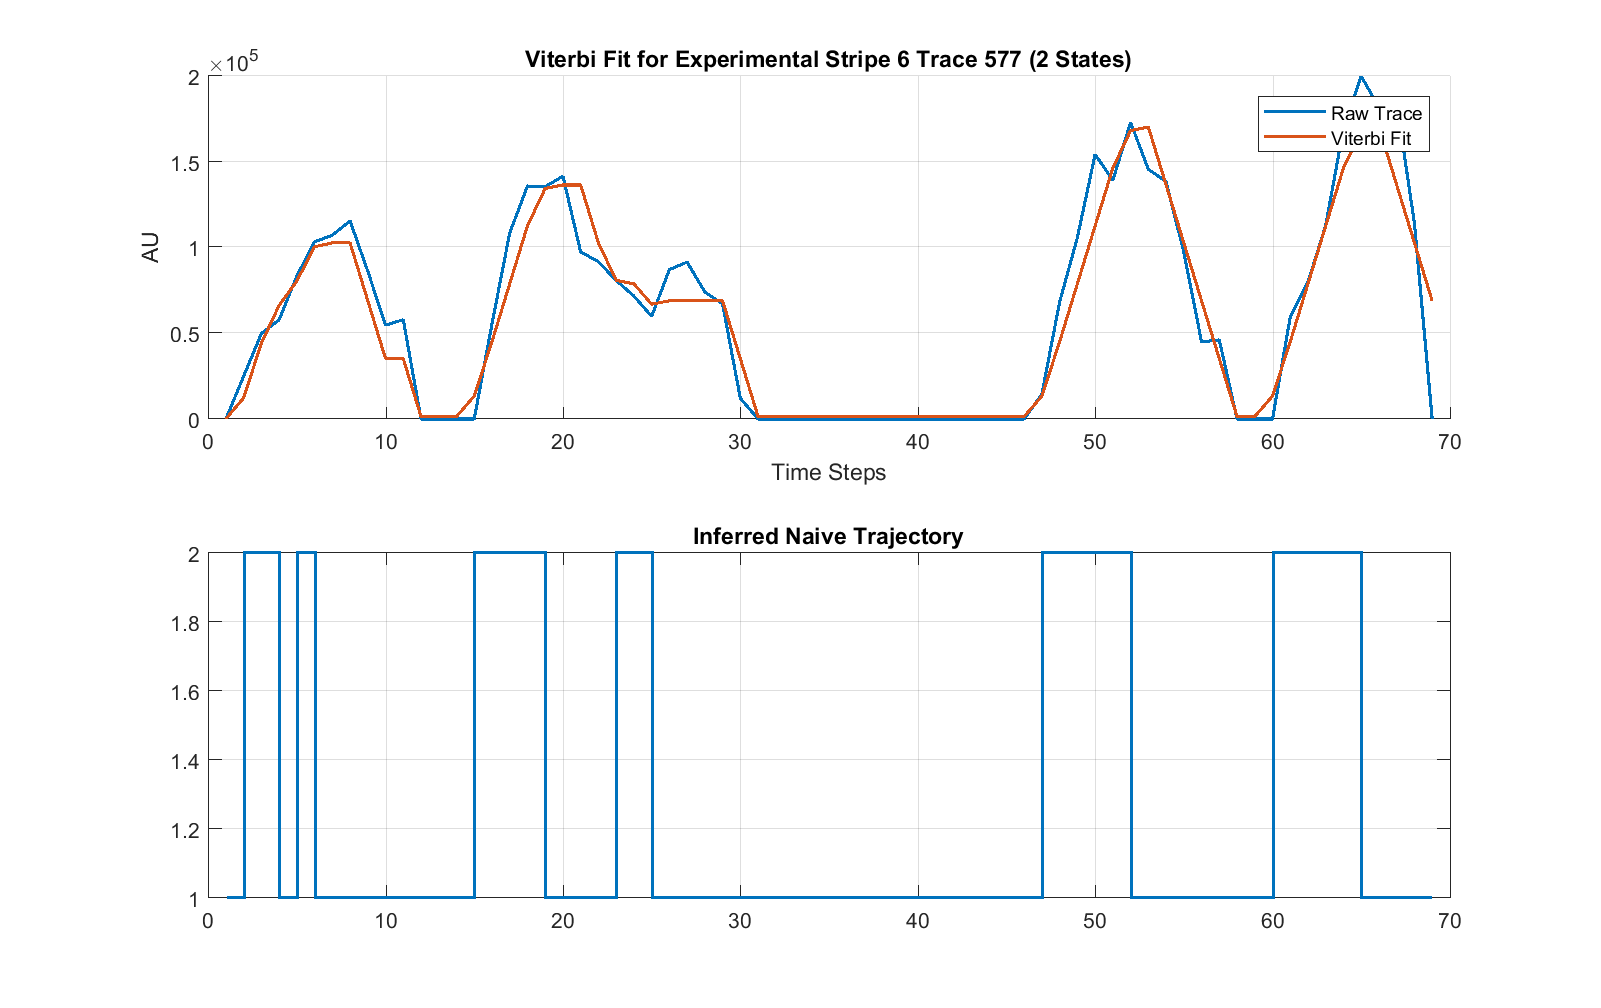 Viterbi Fit for Experimental Stripe 6 Trace 577 (2 States)
×10^5
2
1.5
1
0.5
0
AU
Raw Trace
Viterbi Fit
0 10 20 30 40 50 60 70
Time Steps
Inferred Naive Trajectory
2
1.8
1.6
1.4
1.2
1
0 10 20 30 40 50 60 70